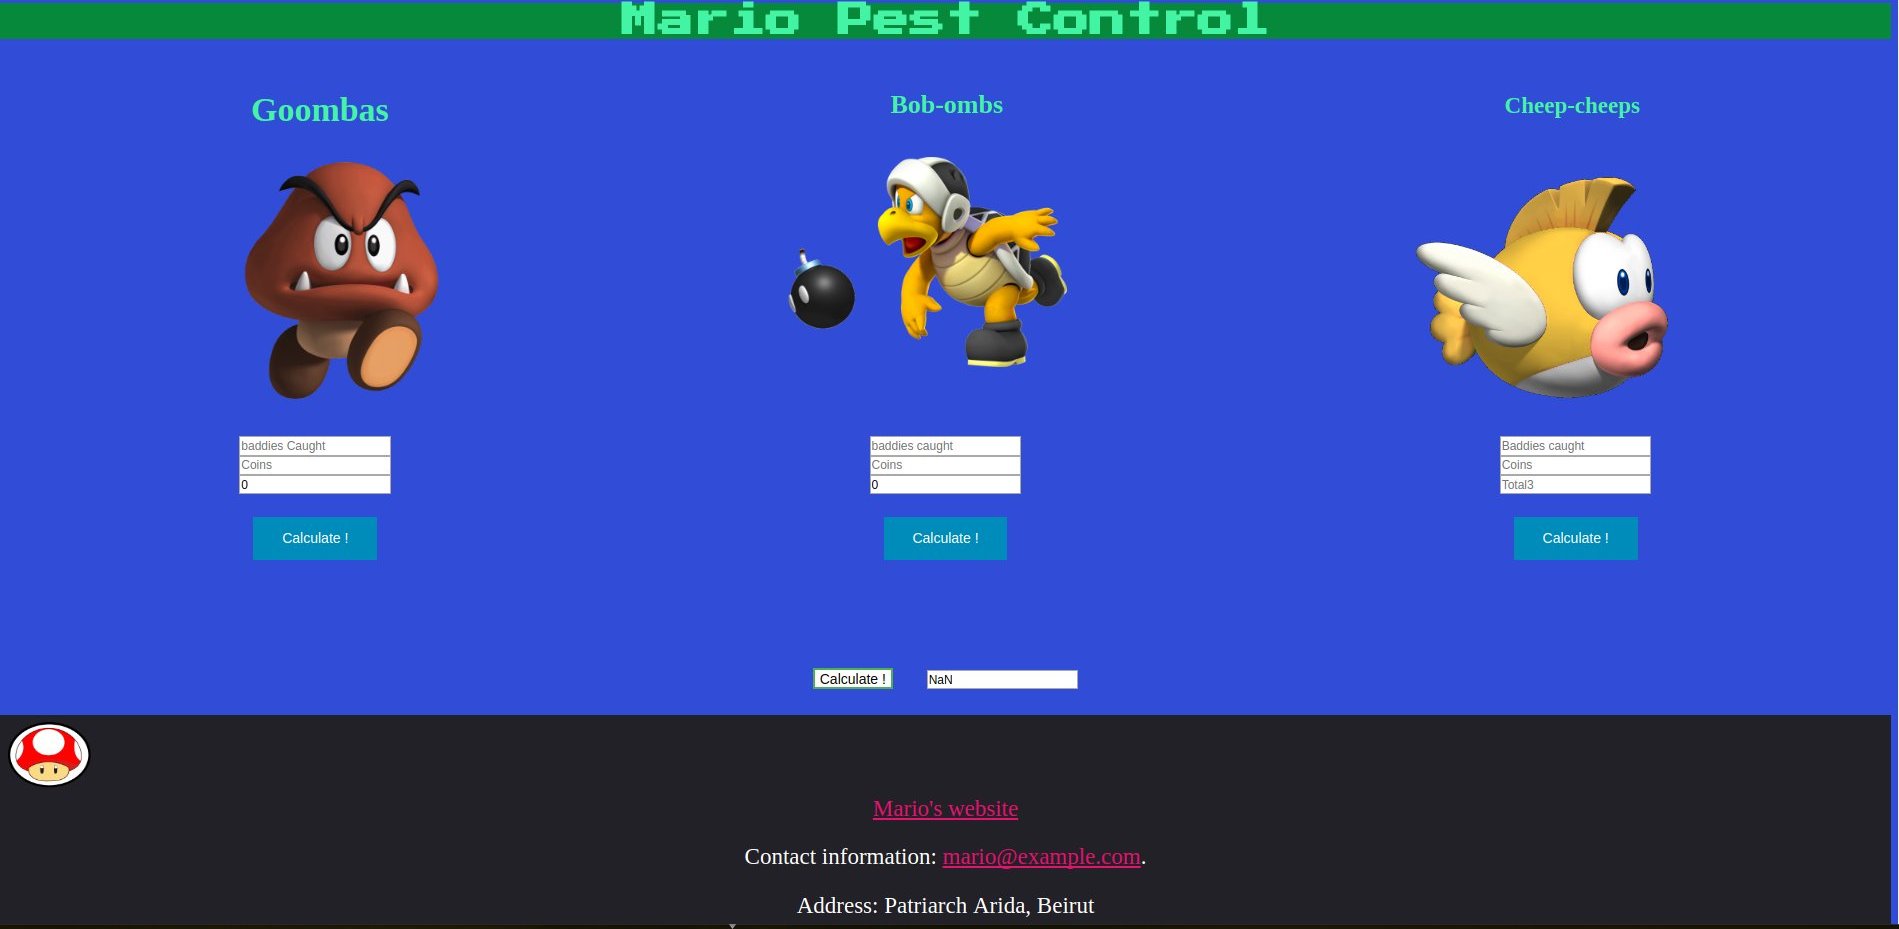 Mario Pest Control
Goombas
Bob-ombs
Cheep-cheeps
baddies Caught
Coins
0
Calculate !
baddies caught
Coins
0
Calculate !
Baddies caught
Coins
Total3
Calculate !
Calculate !
NaN
Mario's website
Contact information: mario@example.com.
Address: Patriarch Arida, Beirut